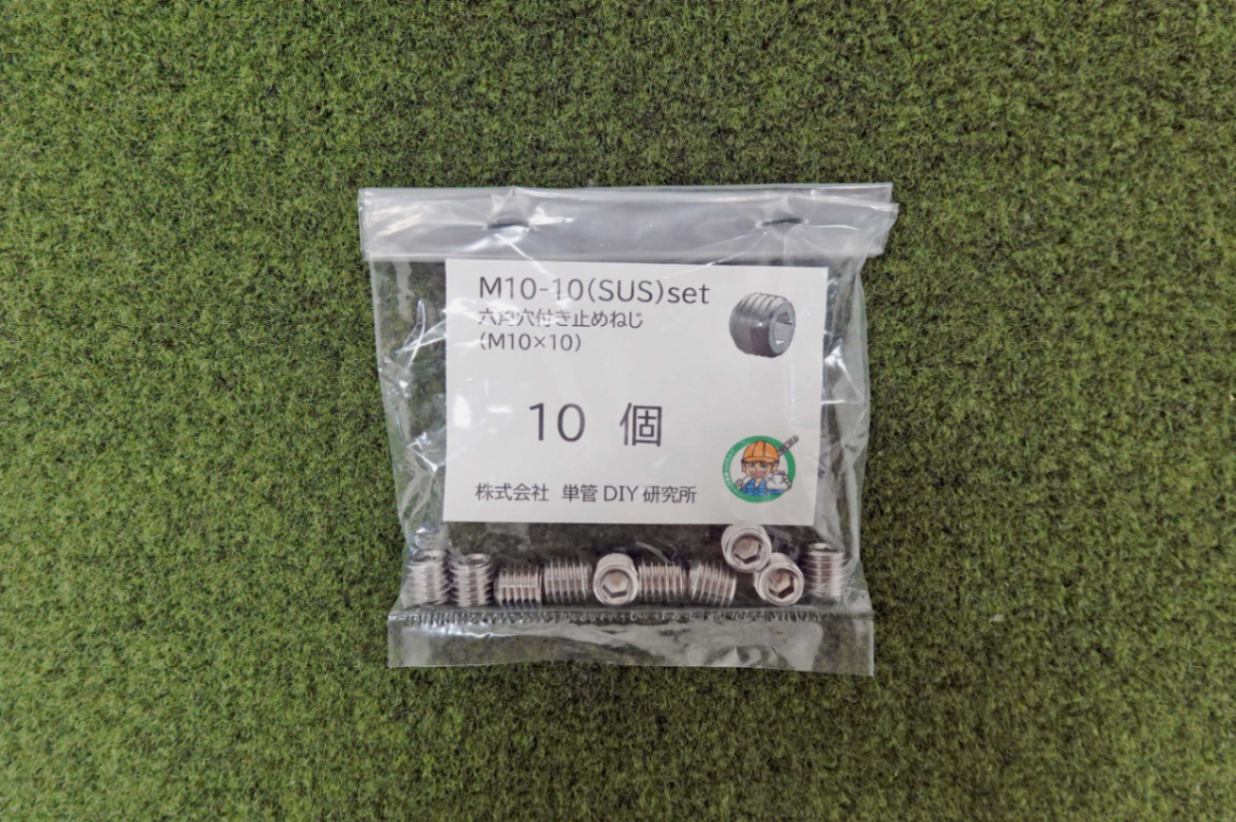 M10-10(SUS)set
六角穴付き止めねじ
(M10×10)
10 個
株式会社 単管 DIY 研究所